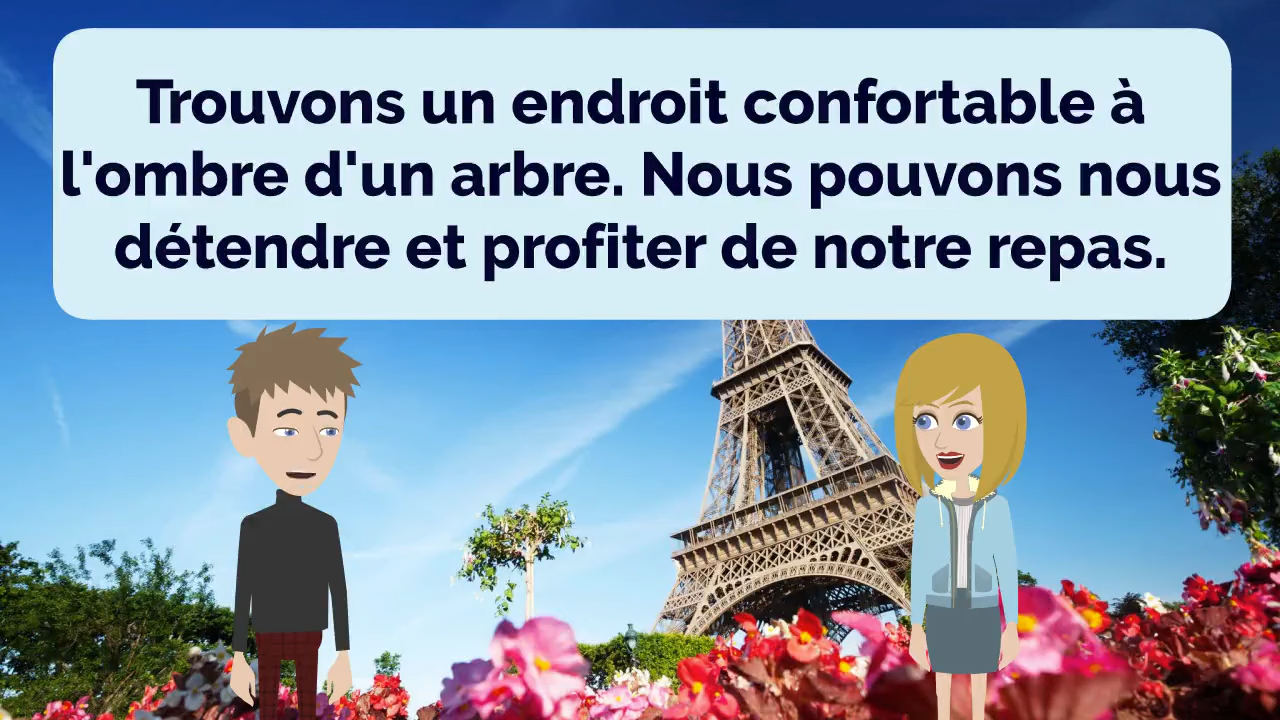 Trouvons un endroit confortable à
l'ombre d'un arbre. Nous pouvons nous
détendre et profiter de notre repas.